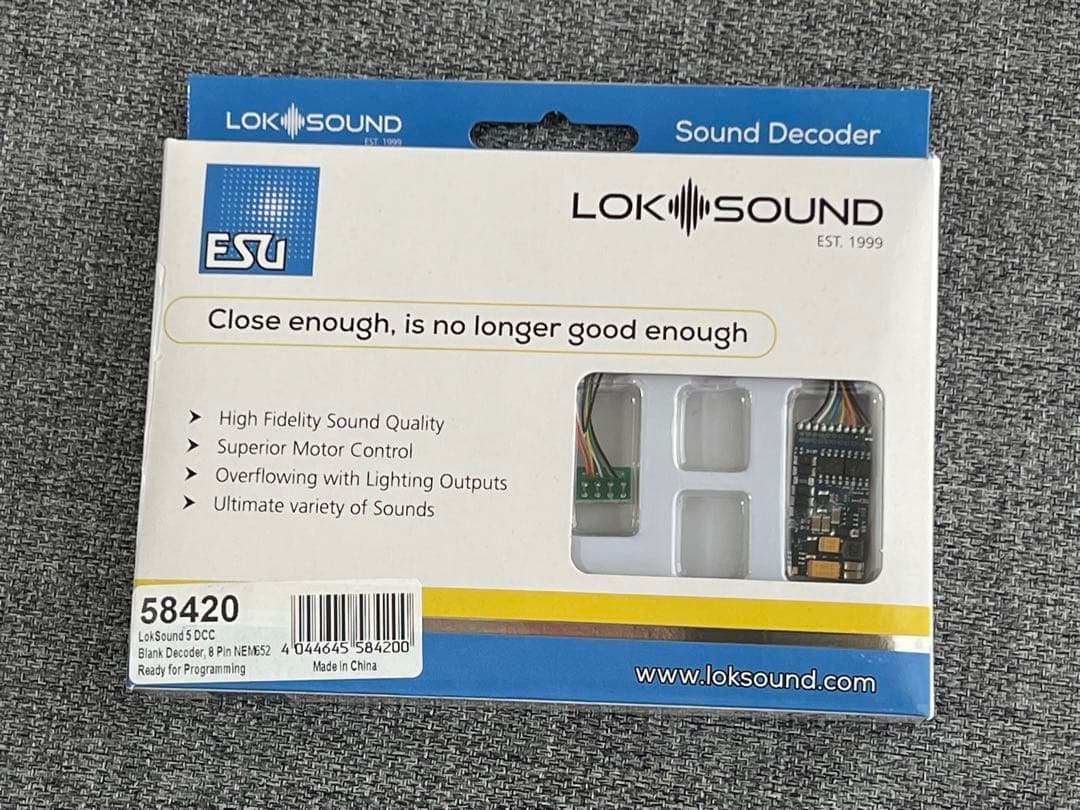 LOK SOUND
EST. 1999
Sound Decoder
ESU
LOK SOUND
EST. 1999
Close enough, is no longer good enough
➤ High Fidelity Sound Quality
➤ Superior Motor Control
➤ Overflowing with Lighting Outputs
➤ Ultimate variety of Sounds
58420
LokSound 5 DCC
Blank Decoder, 8 Pin NEM652
Ready for Programming
4 044645 584200
Made in China
www.loksound.com